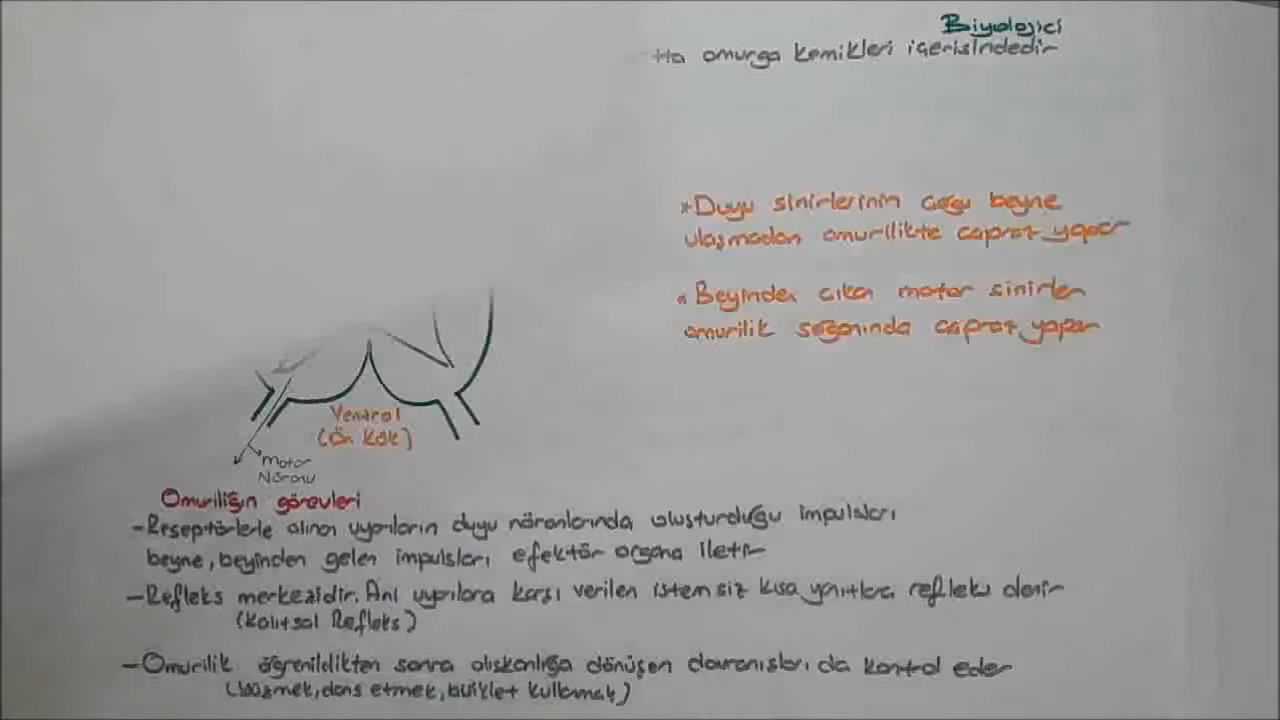 Biyolojici
omurga kemikleri içerisindedir
*Duyu sinirlerinin çoğu beyne
ulaşmadan omurilikte çapraz yapar
*Beyinden çıkan motor sinirler
omurilik soğanında çapraz yapar
Ventral
(Ön kök)
Motor
Nöronu
Omuriliğin görevleri
-Reseptörlerle alınan uyarıların duyu nöronlarında oluşturduğu impulsları
beyne, beyinden gelen impulsları efektör organa iletir
-Refleks merkezidir. Ani uyarılara karşı verilen istemsiz kısa yanıtlara refleks denir
(Kalıtsal Refleks)
-Omurilik öğrenildikten sonra alışkanlığa dönüşen davranışları da kontrol eder
(Yüzmek, dans etmek, bisiklet kullanmak)